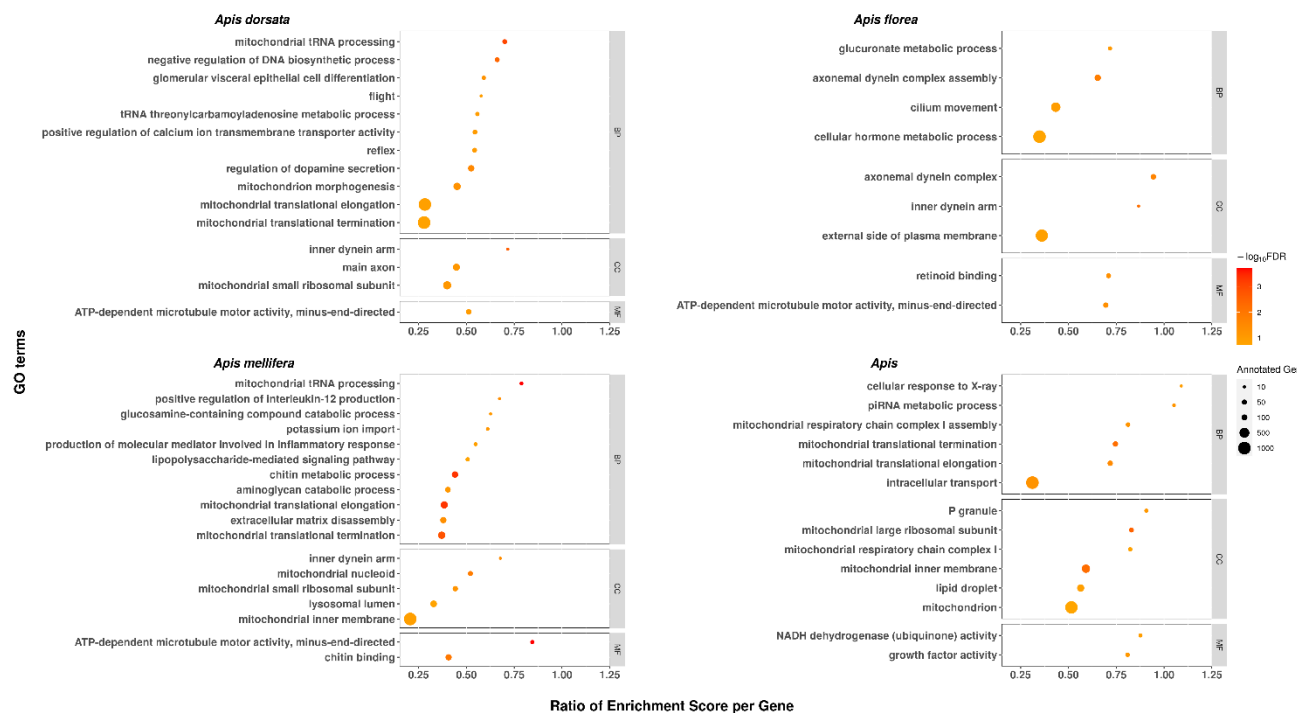 Apis dorsata
mitochondrial tRNA processing
negative regulation of DNA biosynthetic process
glomerular visceral epithelial cell differentiation
flight
tRNA threonylcarbamoyladenosine metabolic process
positive regulation of calcium ion transmembrane transporter activity
reflex
regulation of dopamine secretion
mitochondrion morphogenesis
mitochondrial translational elongation
mitochondrial translational termination
BP
inner dynein arm
main axon
mitochondrial small ribosomal subunit
CC
ATP-dependent microtubule motor activity, minus-end-directed
MF
0.25 0.50 0.75 1.00 1.25
Apis florea
glucuronate metabolic process
axonemal dynein complex assembly
cilium movement
cellular hormone metabolic process
BP
axonemal dynein complex
inner dynein arm
external side of plasma membrane
CC
retinoid binding
ATP-dependent microtubule motor activity, minus-end-directed
MF
0.25 0.50 0.75 1.00 1.25
Apis mellifera
mitochondrial tRNA processing
positive regulation of interleukin-12 production
glucosamine-containing compound catabolic process
potassium ion import
production of molecular mediator involved in inflammatory response
lipopolysaccharide-mediated signaling pathway
chitin metabolic process
aminoglycan catabolic process
mitochondrial translational elongation
extracellular matrix disassembly
mitochondrial translational termination
BP
inner dynein arm
mitochondrial nucleoid
mitochondrial small ribosomal subunit
lysosomal lumen
mitochondrial inner membrane
CC
ATP-dependent microtubule motor activity, minus-end-directed
chitin binding
MF
0.25 0.50 0.75 1.00 1.25
Apis
cellular response to X-ray
piRNA metabolic process
mitochondrial respiratory chain complex I assembly
mitochondrial translational termination
mitochondrial translational elongation
intracellular transport
BP
P granule
mitochondrial large ribosomal subunit
mitochondrial respiratory chain complex I
mitochondrial inner membrane
lipid droplet
mitochondrion
CC
NADH dehydrogenase (ubiquinone) activity
growth factor activity
MF
0.25 0.50 0.75 1.00 1.25
GO terms
Ratio of Enrichment Score per Gene
−log10FDR
3
2
1
Annotated Ge
10
50
100
500
1000